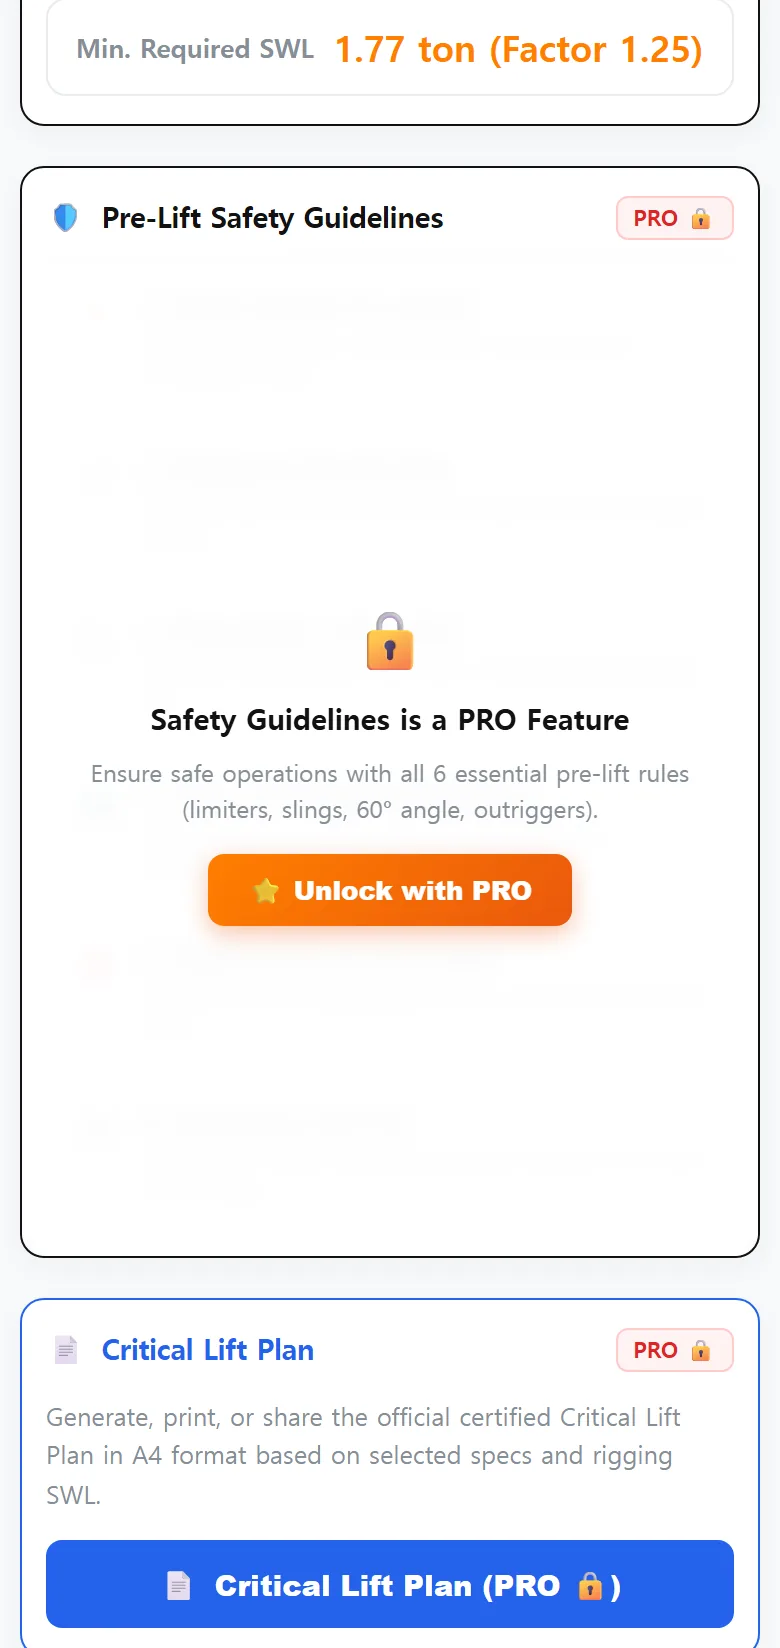 Min. Required SWL 1.77 ton (Factor 1.25)
Pre-Lift Safety Guidelines PRO
Safety Guidelines is a PRO Feature
Ensure safe operations with all 6 essential pre-lift rules
(limiters, slings, 60° angle, outriggers).
Unlock with PRO
Critical Lift Plan PRO
Generate, print, or share the official certified Critical Lift
Plan in A4 format based on selected specs and rigging
SWL.
Critical Lift Plan (PRO 🔒)